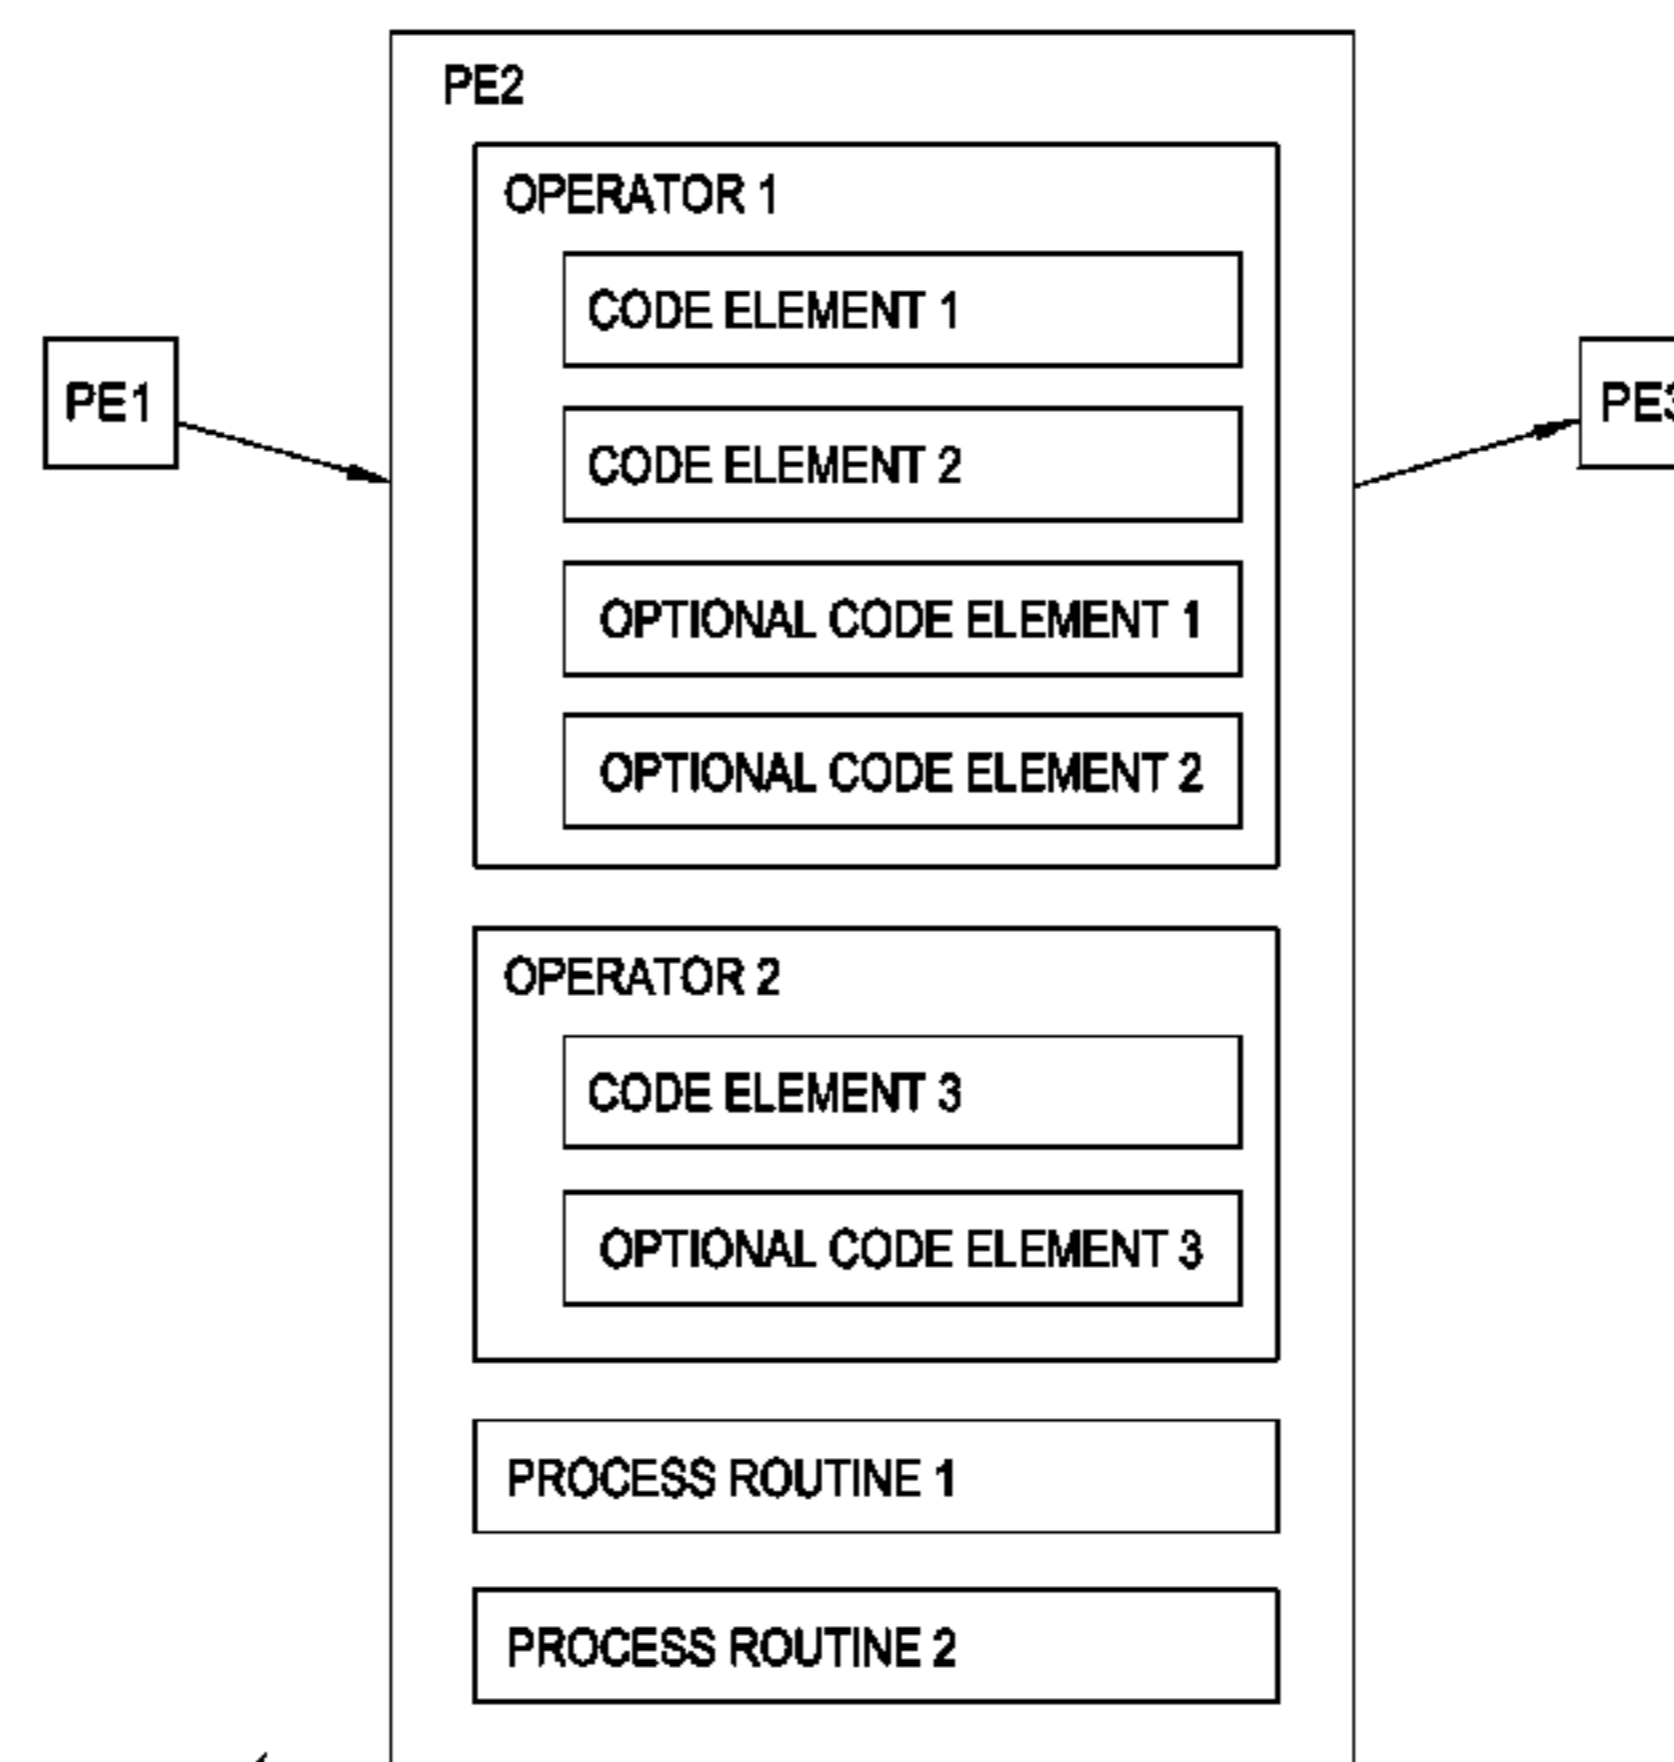 PE2
OPERATOR 1
CODE ELEMENT 1
PE1
PE3
CODE ELEMENT 2
OPTIONAL CODE ELEMENT 1
OPTIONAL CODE ELEMENT 2
OPERATOR 2
CODE ELEMENT 3
OPTIONAL CODE ELEMENT 3
PROCESS ROUTINE 1
PROCESS ROUTINE 2